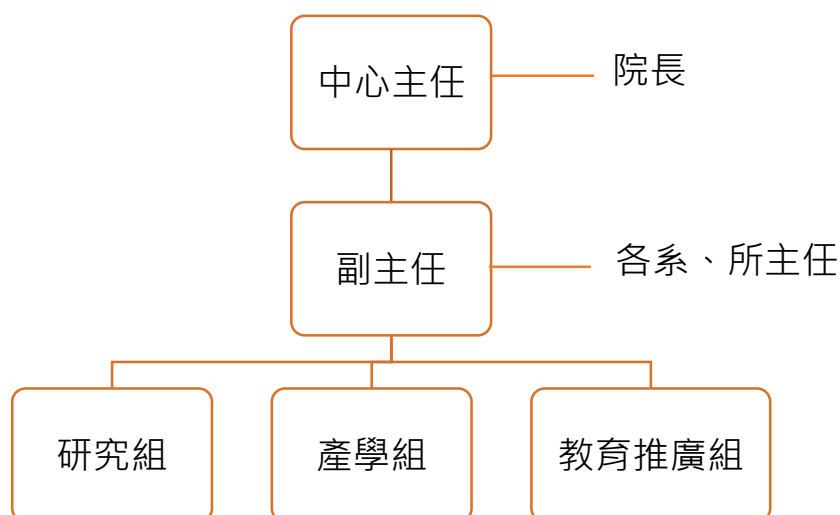 中心主任
院長
副主任
各系、所主任
研究組
產學組
教育推廣組